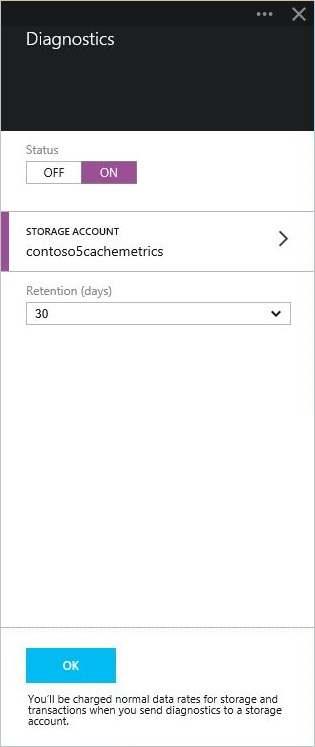 Diagnostics
Status
OFF ON
STORAGE ACCOUNT
contoso5cachemetrics
Retention (days)
30
OK
You'll be charged normal data rates for storage and
transactions when you send diagnostics to a storage
account.